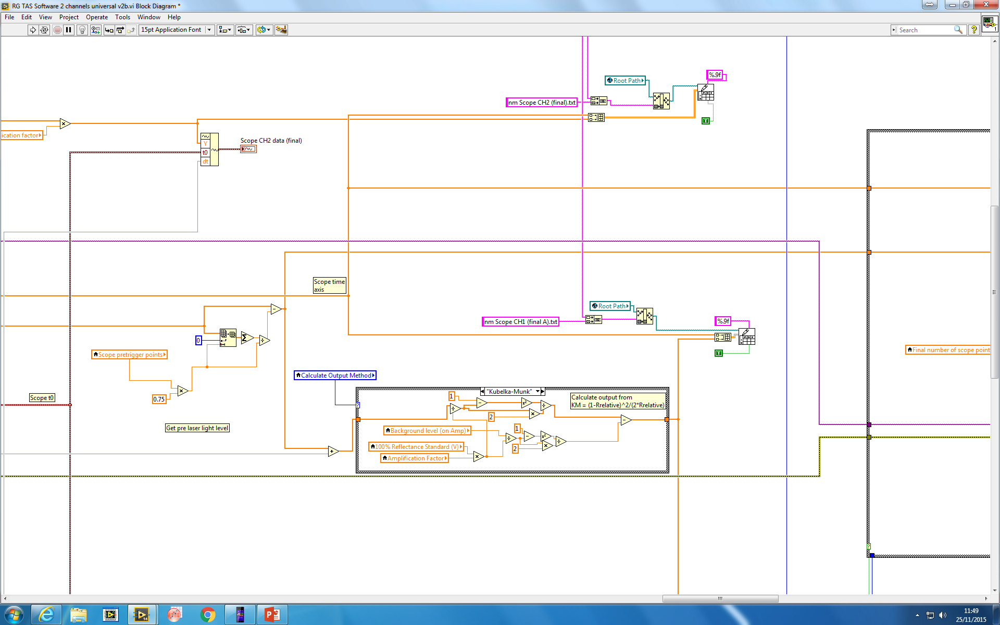 RG TAS Software 2 channels universal v2b.vi Block Diagram *
File Edit View Project Operate Tools Window Help
15pt Application Font
Search
%.9f
Root Path
nm Scope CH2 (final).txt
T
ication factor
Scope CH2 data (final)
Y
t0
dt
Scope time
axis
Root Path
nm Scope CH1 (final A).txt
%.9f
T
0
Scope pretrigger points
Final number of scope point
Calculate Output Method
0.75
Scope t0
"Kubelka-Munk"
1
Calculate output from
KM = (1-Rrelative)^2/(2*Rrelative)
2
Get pre laser light level
Background level (on Amp)
1
100% Reflectance Standard (V)
2
Amplification Factor
11:49
25/11/2015